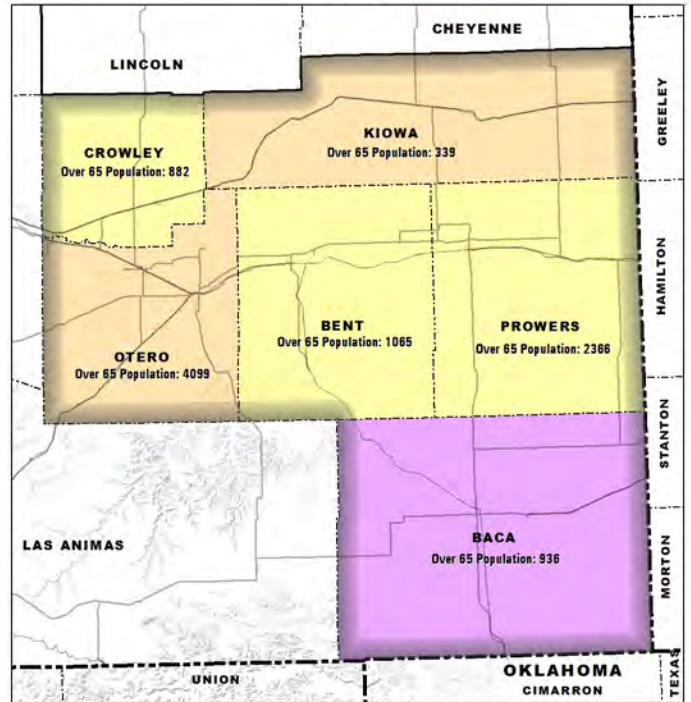 CHEYENNE
LINCOLN
GREELEY
CROWLEY
Over 65 Population: 882
KIOWA
Over 65 Population: 339
HAMILTON
BENT
Over 65 Population: 1065
PROWERS
Over 65 Population: 2366
OTERO
Over 65 Population: 4099
STANTON
LAS ANIMAS
BACA
Over 65 Population: 936
MORTON
UNION
OKLAHOMA
CIMARRON
TEXAS